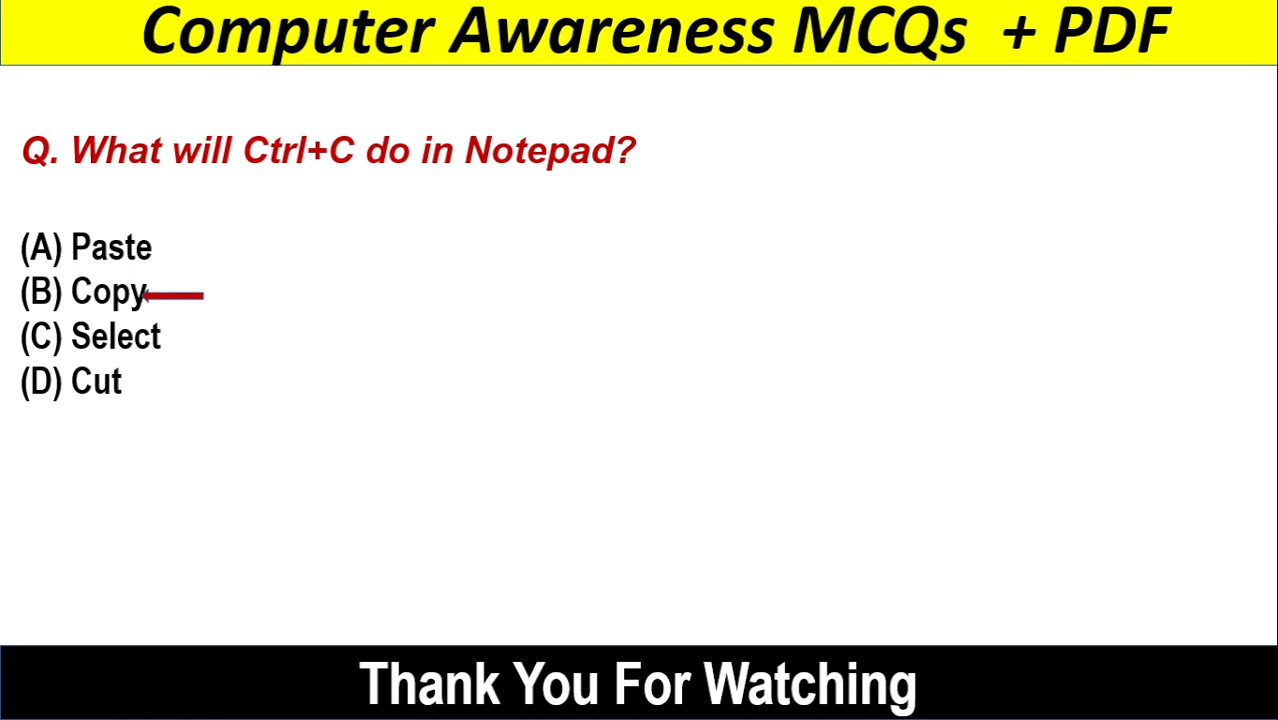 Computer Awareness MCQs + PDF
Q. What will Ctrl+C do in Notepad?
(A) Paste
(B) Copy
(C) Select
(D) Cut
Thank You For Watching